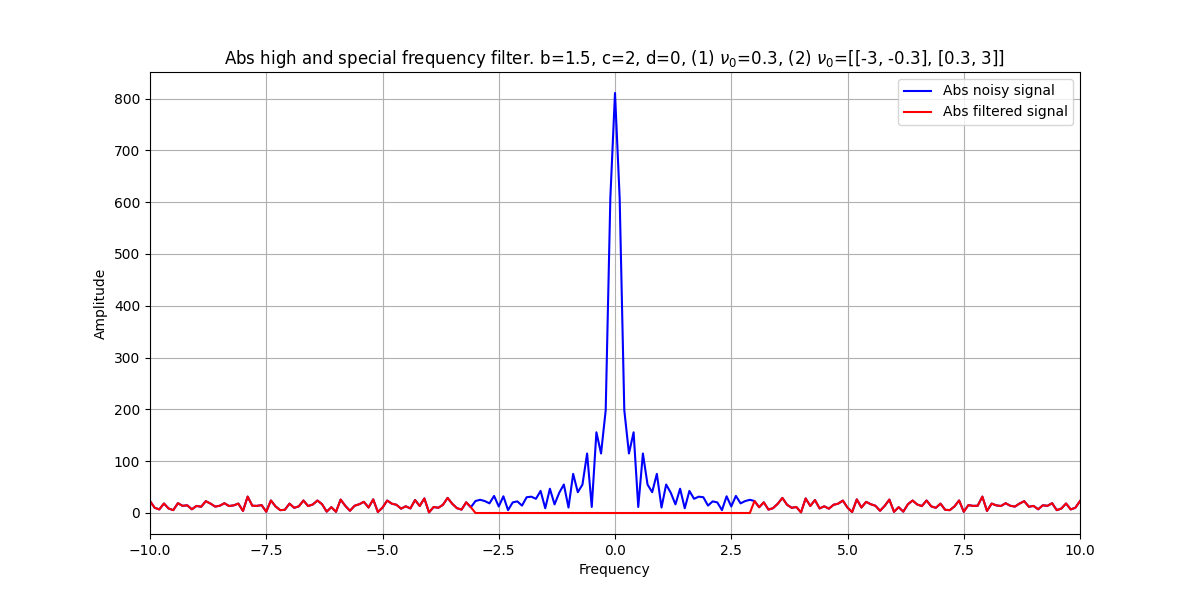 Abs high and special frequency filter. b=1.5, c=2, d=0, (1) ν₀=0.3, (2) ν₀=[[-3, -0.3], [0.3, 3]]
Abs noisy signal
Abs filtered signal
Amplitude
800
700
600
500
400
300
200
100
0
−10.0 −7.5 −5.0 −2.5 0.0 2.5 5.0 7.5 10.0
Frequency